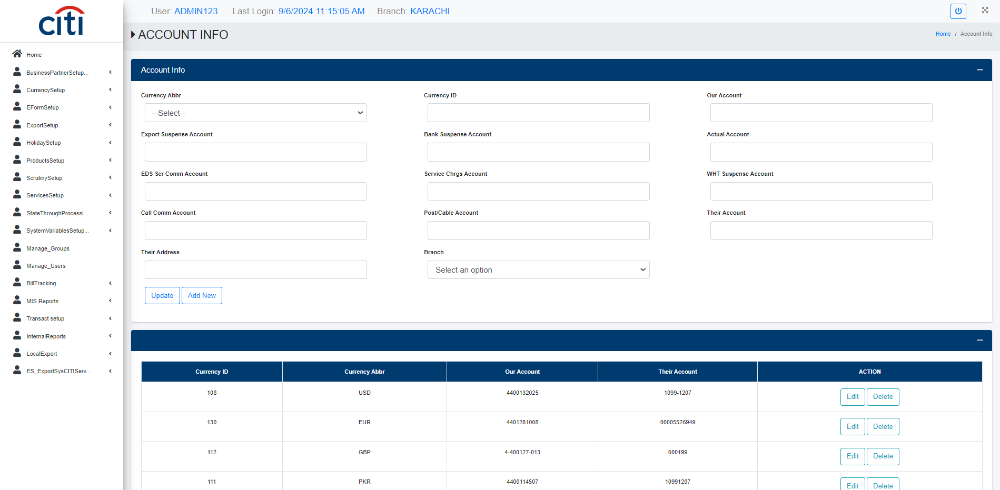 citi
User: ADMIN123 Last Login: 9/6/2024 11:15:05 AM Branch: KARACHI
ACCOUNT INFO
Home / Account Info
Home
BusinessPartnerSetup...
CurrencySetup
EFormSetup
ExportSetup
HolidaySetup
ProductsSetup
ScrutinySetup
ServicesSetup
StateThroughProcessi...
SystemVariablesSetup...
Manage_Groups
Manage_Users
BillTracking
MIS Reports
Transact setup
InternalReports
LocalExport
ES_ExportSysCITIServ...
Account Info
Currency Abbr Currency ID Our Account
--Select--
Export Suspense Account Bank Suspense Account Actual Account
EDS Ser Comm Account Service Chrgs Account WHT Suspense Account
Call Comm Account Post/Cable Account Their Account
Their Address Branch
Select an option
Update Add New
Currency ID Currency Abbr Our Account Their Account ACTION
108 USD 4400132025 1099-1207 Edit Delete
130 EUR 4401281008 00005526949 Edit Delete
112 GBP 4-400127-013 600199 Edit Delete
111 PKR 4400114507 10991207 Edit Delete